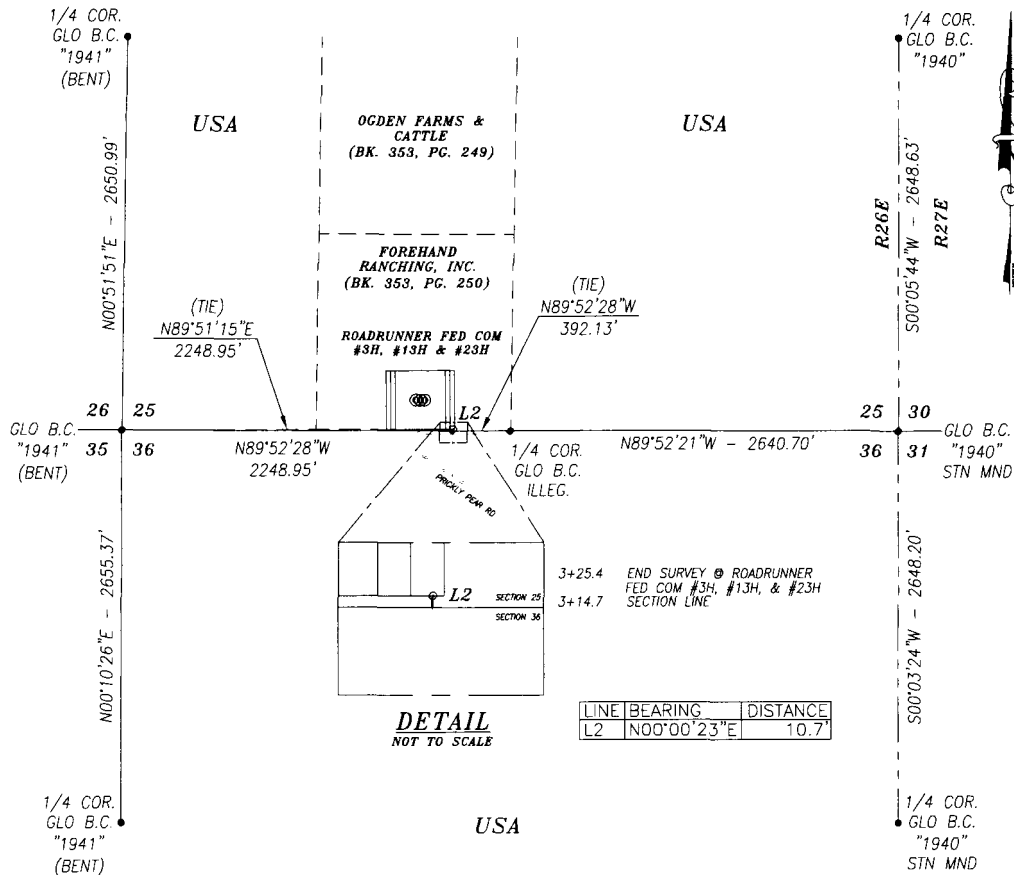 1/4 COR.
GLO B.C.
"1941"
(BENT)
1/4 COR.
GLO B.C.
"1940"
USA
OGDEN FARMS &
CATTLE
(BK. 353, PG. 249)
USA
N00°51'51"E - 2650.99'
S00°05'44"W - 2648.63'
R26E
R27E
FOREHAND
RANCHING, INC.
(BK. 353, PG. 250)
(TIE)
N89°51'15"E
2248.95'
(TIE)
N89°52'28"W
392.13'
ROADRUNNER FED COM
#3H, #13H & #23H
L2
26 25
35 36
GLO B.C.
"1941"
(BENT)
N89°52'28"W
2248.95'
1/4 COR.
GLO B.C.
ILLEG.
N89°52'21"W - 2640.70'
25 30
36 31
GLO B.C.
"1940"
STN MND
PRICKLY PEAR RD
L2
SECTION 25
SECTION 36
3+25.4 END SURVEY @ ROADRUNNER
FED COM #3H, #13H, & #23H
3+14.7 SECTION LINE
N00°10'26"E - 2655.37'
S00°03'24"W - 2648.20'
DETAIL
NOT TO SCALE
LINE BEARING DISTANCE
L2 N00°00'23"E 10.7'
1/4 COR.
GLO B.C.
"1941"
(BENT)
USA
1/4 COR.
GLO B.C.
"1940"
STN MND